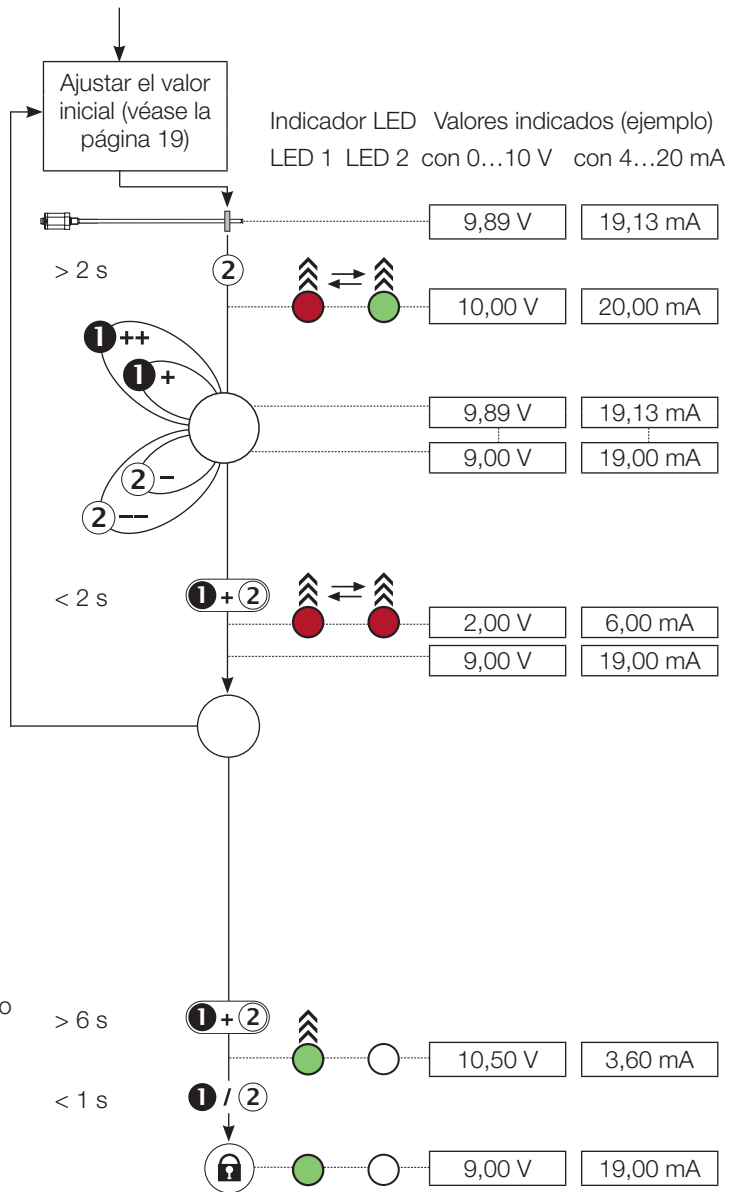 Ajustar el valor
inicial (véase la
página 19)
Indicador LED Valores indicados (ejemplo)
LED 1 LED 2 con 0…10 V con 4…20 mA
9,89 V 19,13 mA
> 2 s 2
10,00 V 20,00 mA
1 ++
1 +
9,89 V 19,13 mA
9,00 V 19,00 mA
2 –
2 ––
< 2 s 1 + 2
2,00 V 6,00 mA
9,00 V 19,00 mA
o
> 6 s 1 + 2
10,50 V 3,60 mA
< 1 s 1 / 2
9,00 V 19,00 mA